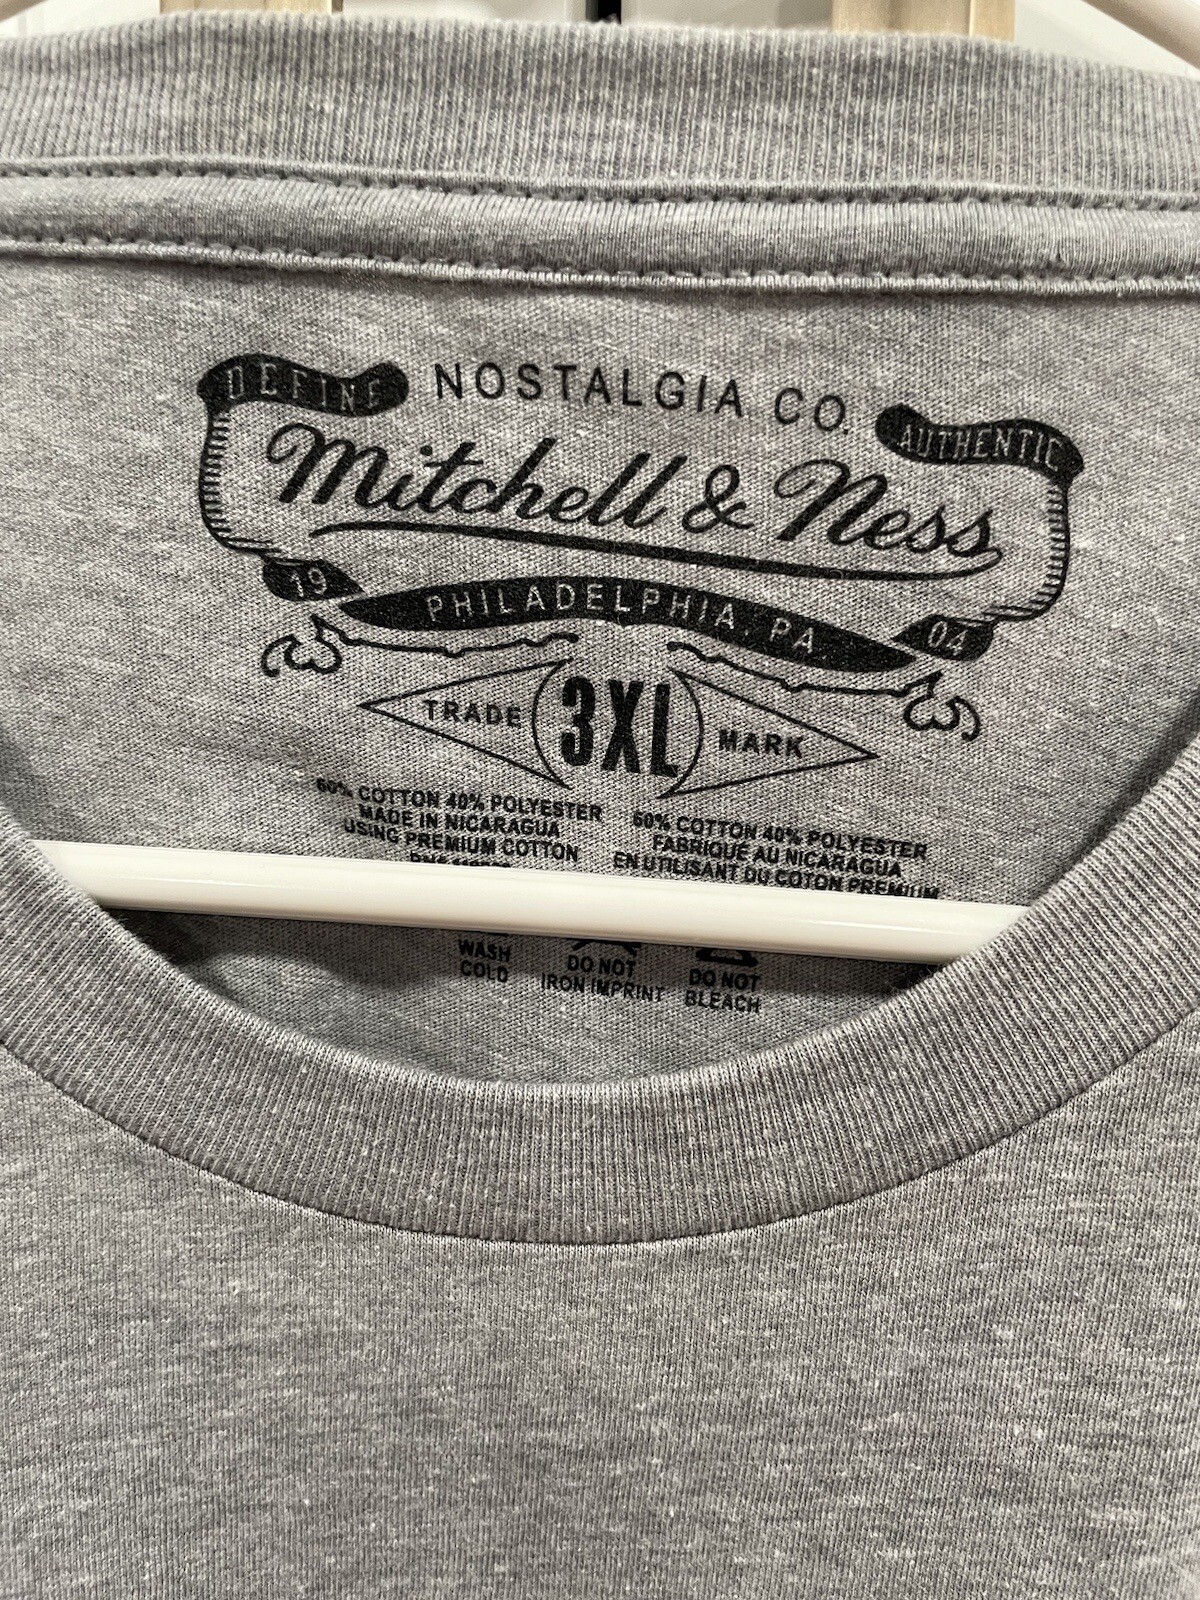 DEFINE NOSTALGIA CO. AUTHENTIC
Mitchell & Ness
19 PHILADELPHIA, PA 04
TRADE 3XL MARK
60% COTTON 40% POLYESTER
MADE IN NICARAGUA
USING PREMIUM COTTON
60% COTTON 40% POLYESTER
FABRIQUÉ AU NICARAGUA
EN UTILISANT DU COTON PREMIUM
WASH
COLD
DO NOT
IRON IMPRINT
DO NOT
BLEACH